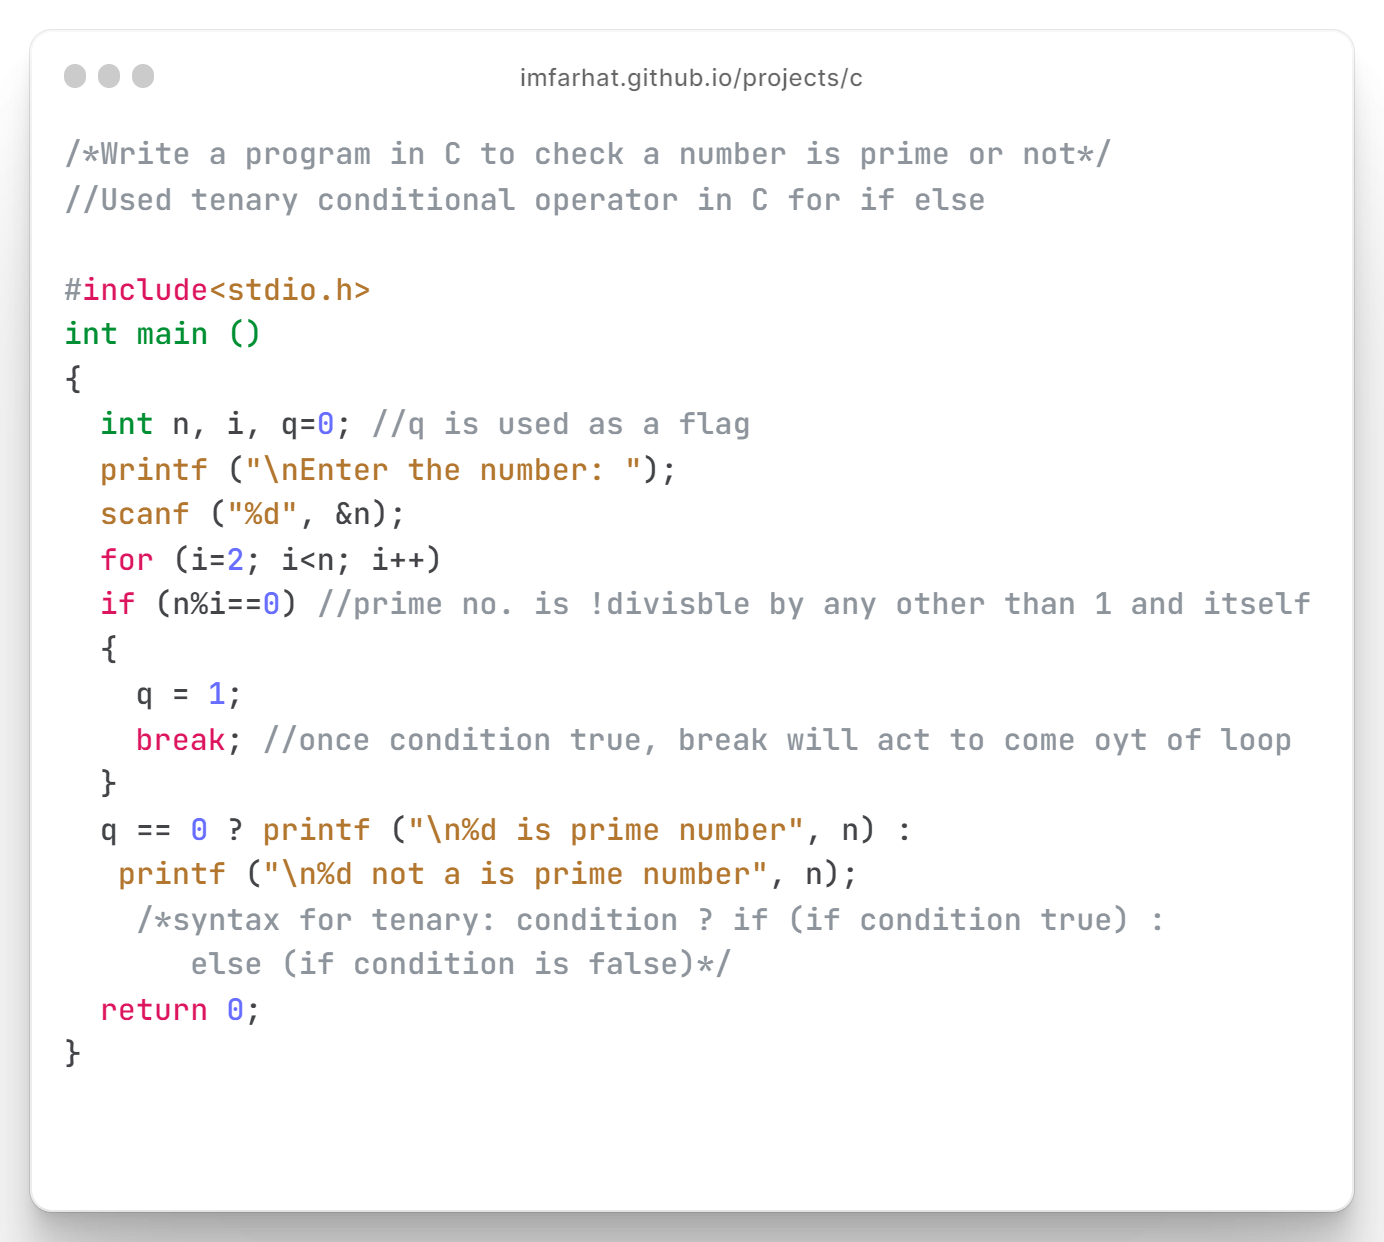 imfarhat.github.io/projects/c
/*Write a program in C to check a number is prime or not*/
//Used tenary conditional operator in C for if else
#include<stdio.h>
int main ()
{
  int n, i, q=0; //q is used as a flag
  printf ("\nEnter the number: ");
  scanf ("%d", &n);
  for (i=2; i<n; i++)
  if (n%i==0) //prime no. is !divisble by any other than 1 and itself
  {
    q = 1;
    break; //once condition true, break will act to come oyt of loop
  }
  q == 0 ? printf ("\n%d is prime number", n) :
   printf ("\n%d not a is prime number", n);
    /*syntax for tenary: condition ? if (if condition true) :
       else (if condition is false)*/
  return 0;
}